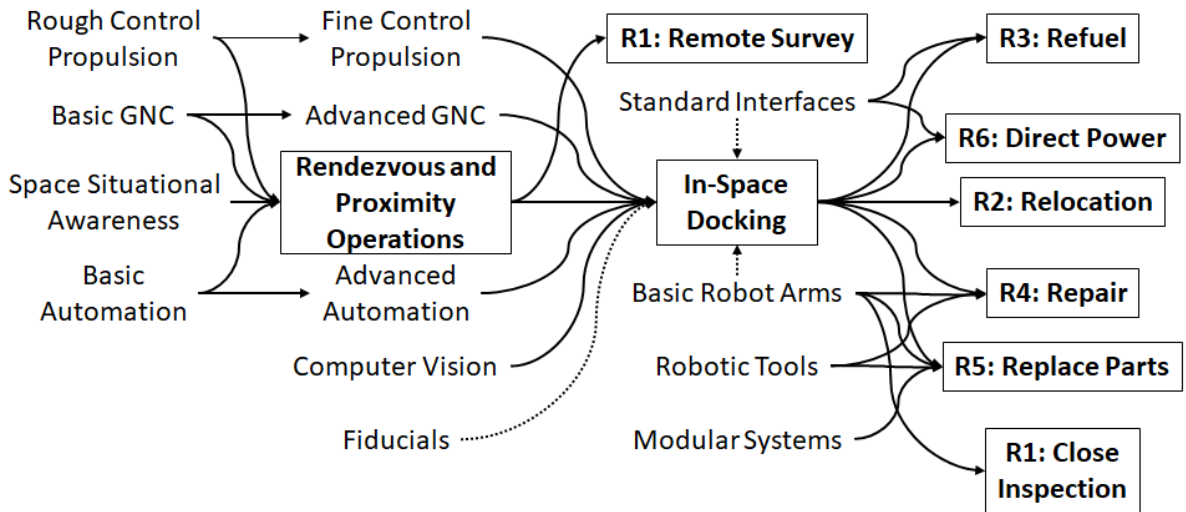 Rough Control
Propulsion
Fine Control
Propulsion
R1: Remote Survey
R3: Refuel
Basic GNC
Advanced GNC
Standard Interfaces
R6: Direct Power
Space Situational
Awareness
Rendezvous and
Proximity
Operations
In-Space
Docking
R2: Relocation
Basic
Automation
Advanced
Automation
Basic Robot Arms
R4: Repair
Computer Vision
Robotic Tools
R5: Replace Parts
Fiducials
Modular Systems
R1: Close
Inspection